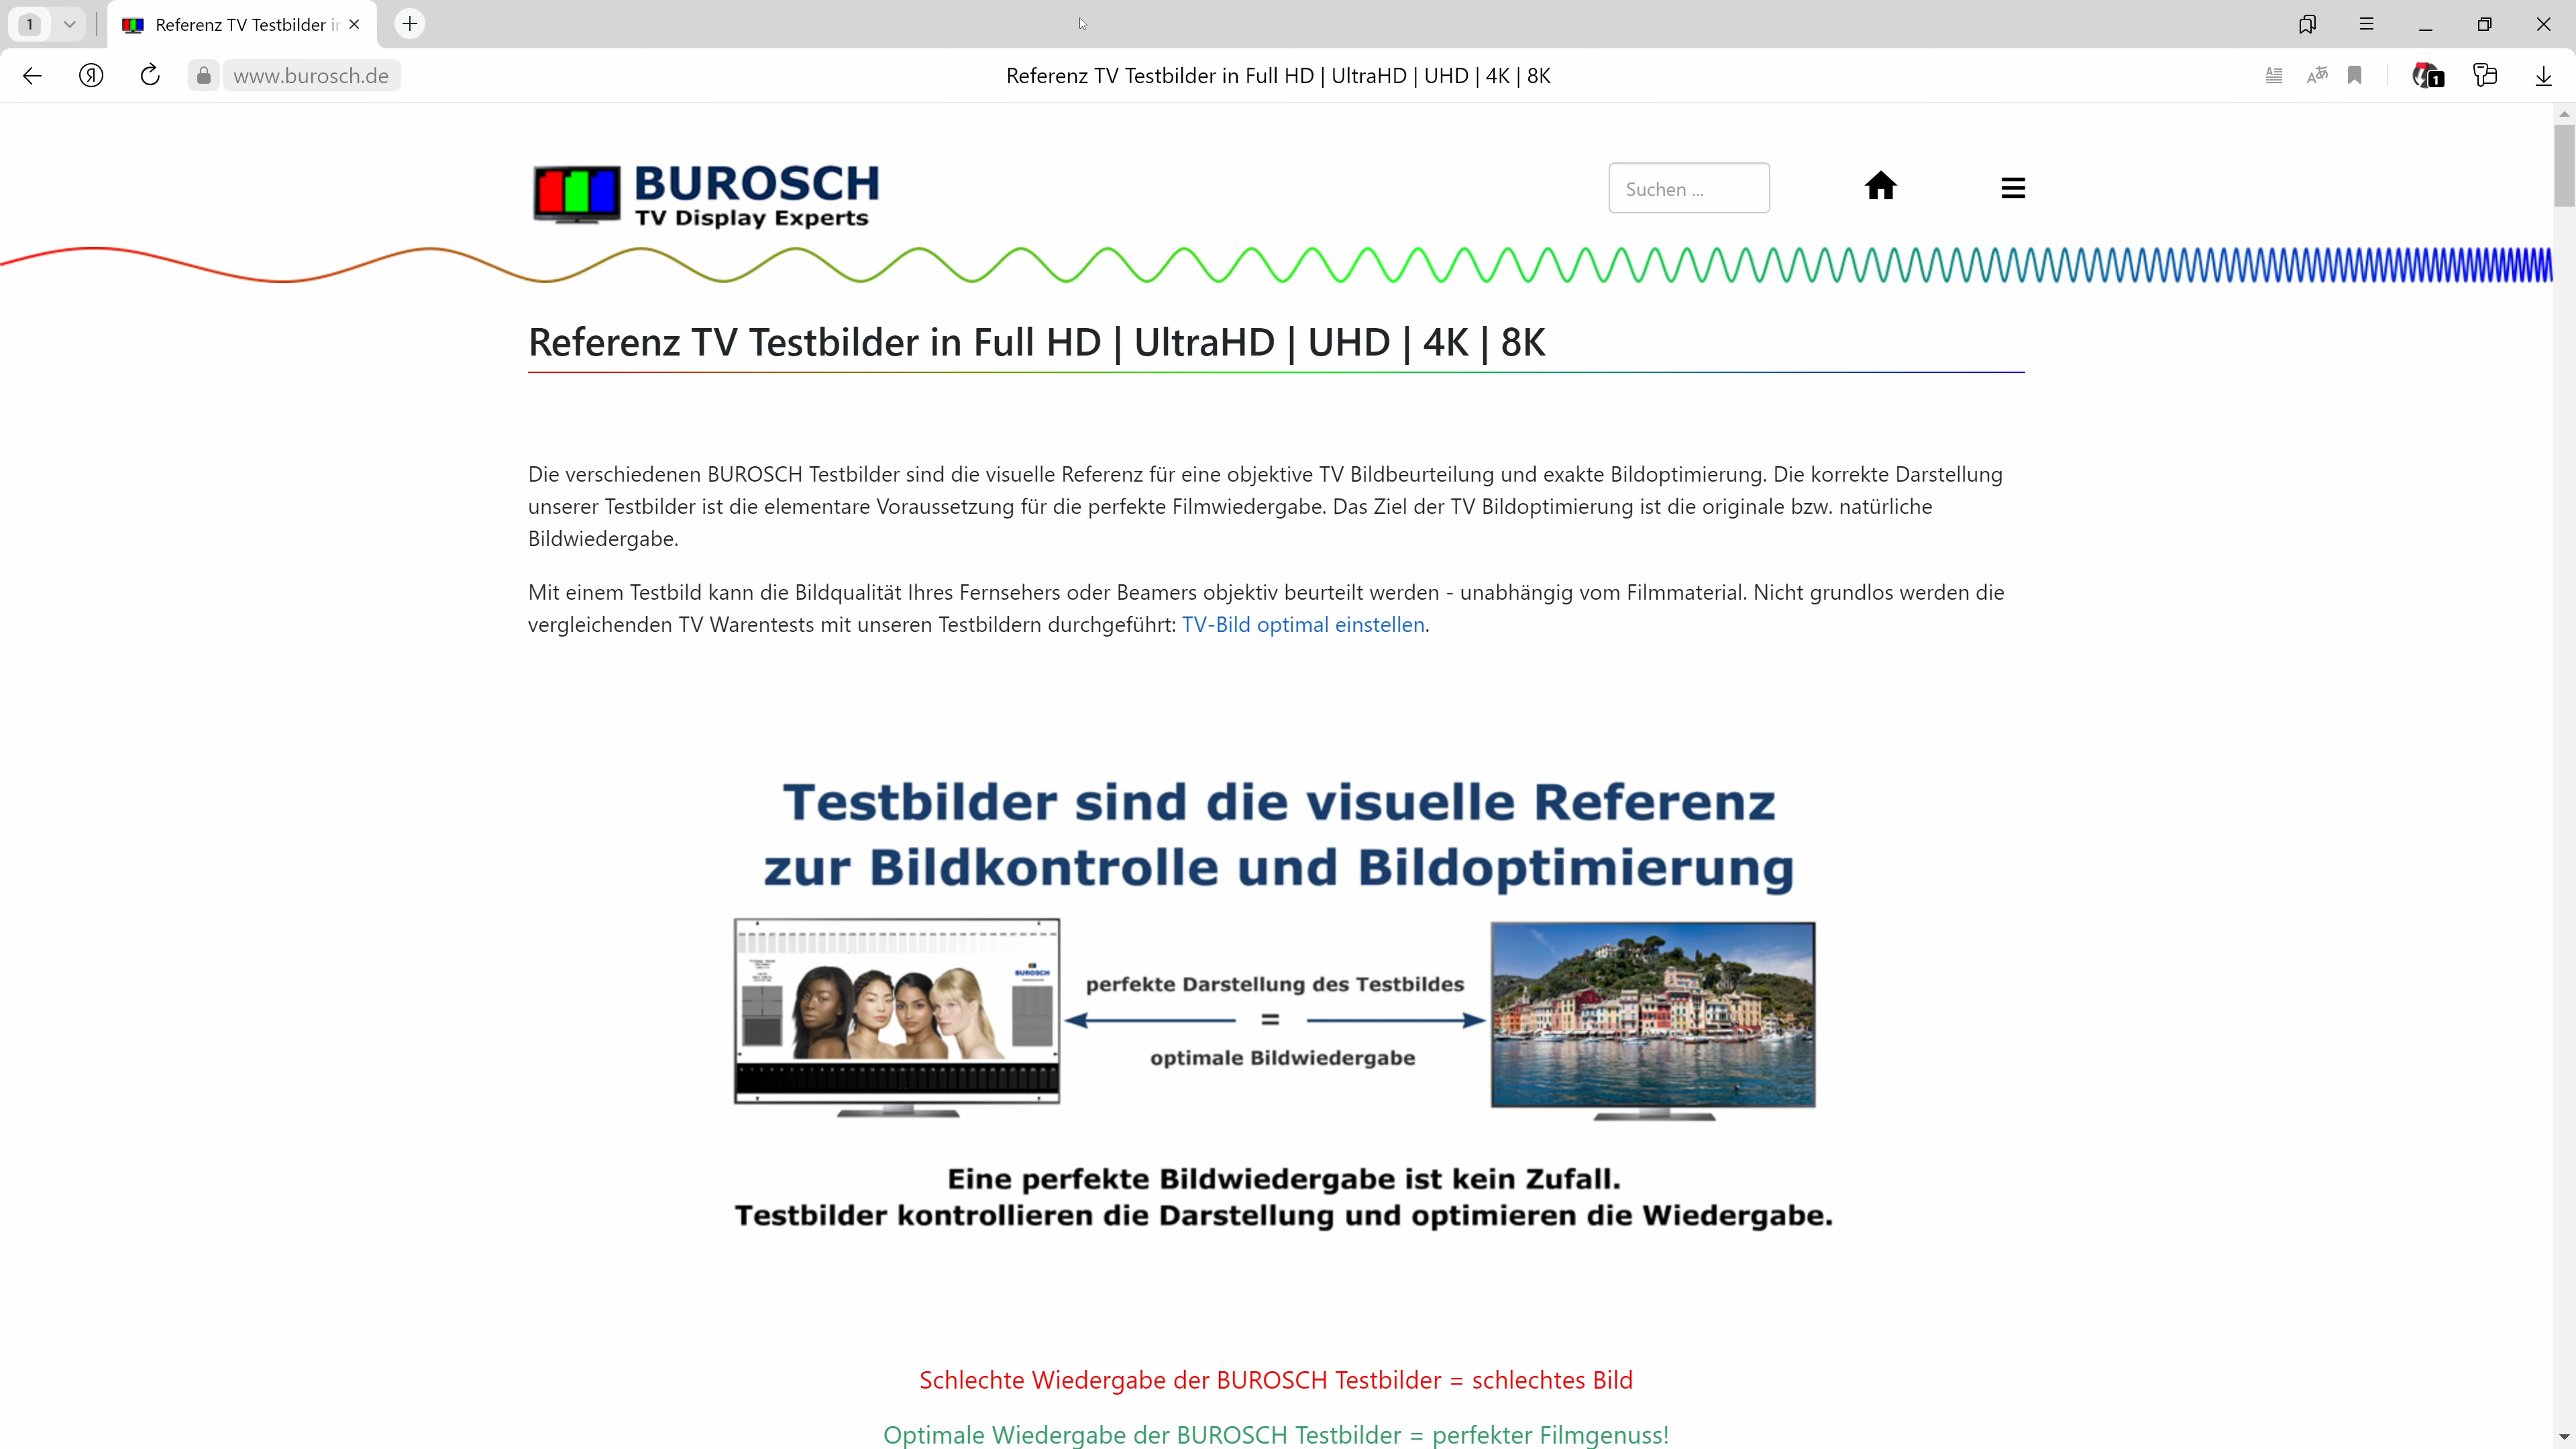 1
Referenz TV Testbilder in
www.burosch.de
Referenz TV Testbilder in Full HD | UltraHD | UHD | 4K | 8K
1
BUROSCH
TV Display Experts
Suchen ...
Referenz TV Testbilder in Full HD | UltraHD | UHD | 4K | 8K
Die verschiedenen BUROSCH Testbilder sind die visuelle Referenz für eine objektive TV Bildbeurteilung und exakte Bildoptimierung. Die korrekte Darstellung
unserer Testbilder ist die elementare Voraussetzung für die perfekte Filmwiedergabe. Das Ziel der TV Bildoptimierung ist die originale bzw. natürliche
Bildwiedergabe.
Mit einem Testbild kann die Bildqualität Ihres Fernsehers oder Beamers objektiv beurteilt werden - unabhängig vom Filmmaterial. Nicht grundlos werden die
vergleichenden TV Warentests mit unseren Testbildern durchgeführt: TV-Bild optimal einstellen.
Testbilder sind die visuelle Referenz
zur Bildkontrolle und Bildoptimierung
BUROSCH
perfekte Darstellung des Testbildes
=
optimale Bildwiedergabe
Eine perfekte Bildwiedergabe ist kein Zufall.
Testbilder kontrollieren die Darstellung und optimieren die Wiedergabe.
Schlechte Wiedergabe der BUROSCH Testbilder = schlechtes Bild
Optimale Wiedergabe der BUROSCH Testbilder = perfekter Filmgenuss!